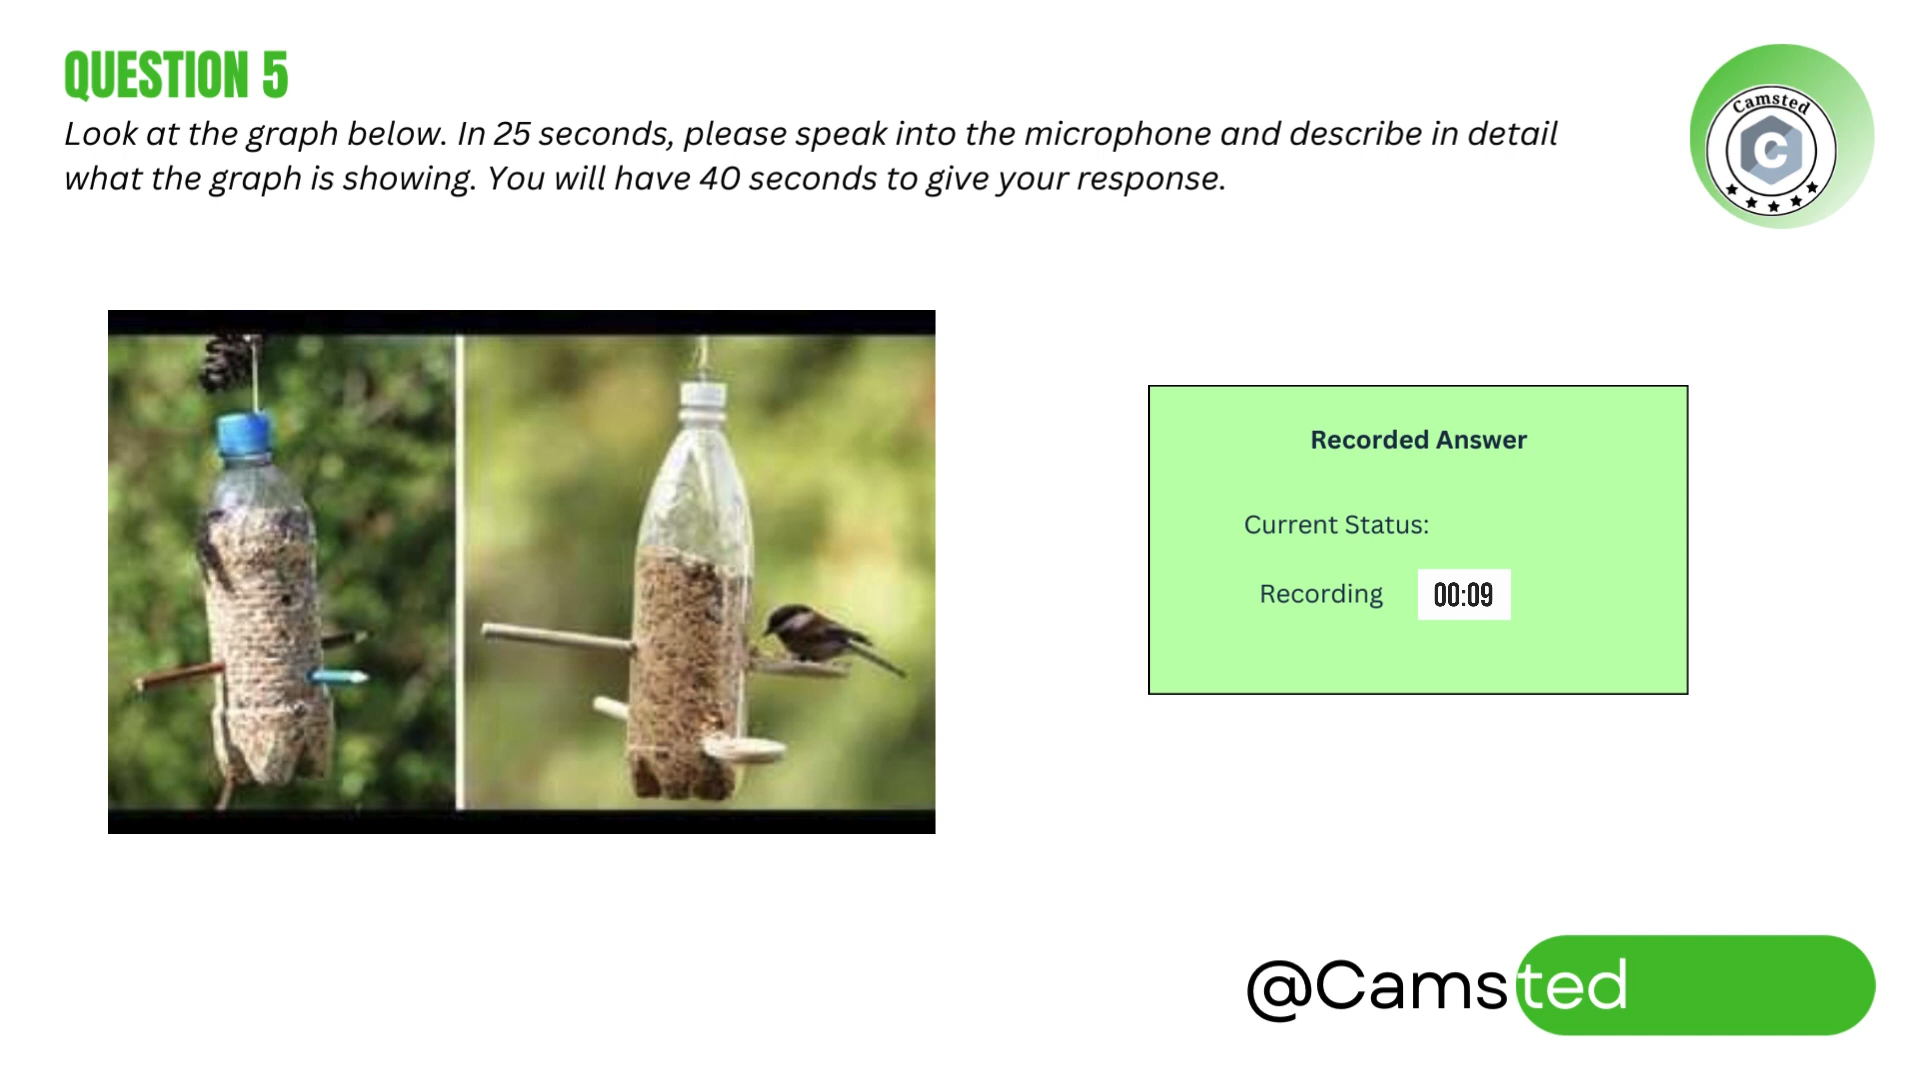 QUESTION 5
Look at the graph below. In 25 seconds, please speak into the microphone and describe in detail
what the graph is showing. You will have 40 seconds to give your response.
Camsted
C
Recorded Answer
Current Status:
Recording 00:09
@Camsted